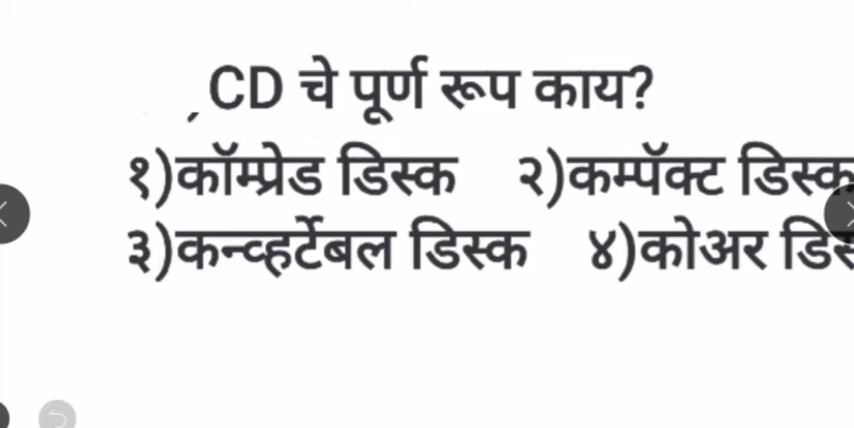 CD चे पूर्ण रूप काय?
१)कॉम्प्रेड डिस्क २)कम्पॅक्ट डिस्क
३)कन्व्हर्टेबल डिस्क ४)कोअर